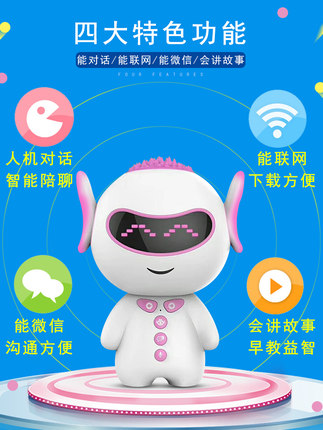 四大特色功能
能对话/能联网/能微信/会讲故事
FOUR FEATURES
人机对话
智能陪聊
能联网
下载方便
能微信
沟通方便
会讲故事
早教益智